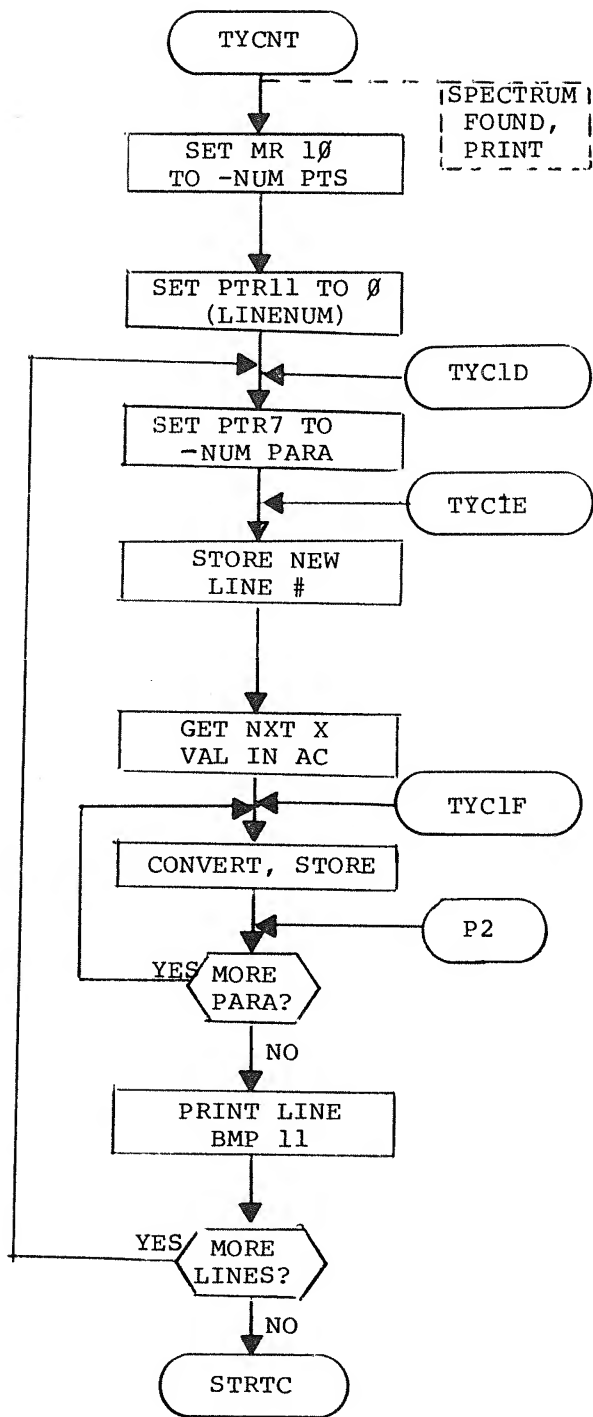 TYCNT
SPECTRUM
FOUND,
PRINT
SET MR 1Ø
TO -NUM PTS
SET PTR11 TO Ø
(LINENUM)
TYC1D
SET PTR7 TO
-NUM PARA
TYC1E
STORE NEW
LINE #
GET NXT X
VAL IN AC
TYC1F
CONVERT, STORE
P2
YES
MORE
PARA?
NO
PRINT LINE
BMP 11
YES
MORE
LINES?
NO
STRTC